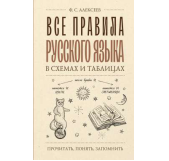 Ф. С. АЛЕКСЕЕВ
ВСЕ ПРАВИЛА
РУССКОГО ЯЗЫКА
В СХЕМАХ И ТАБЛИЦАХ
ПРОЧИТАТЬ, ПОНЯТЬ, ЗАПОМНИТЬ